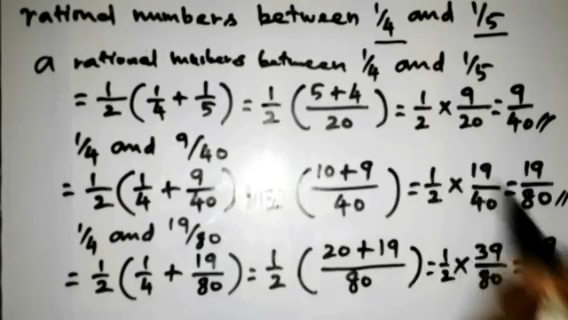 rational numbers between 1/4 and 1/5
a rational numbers between 1/4 and 1/5
= 1/2 (1/4 + 1/5) = 1/2 (5+4/20) = 1/2 × 9/20 = 9/40 //
1/4 and 9/40
= 1/2 (1/4 + 9/40) (10+9/40) = 1/2 × 19/40 = 19/80 //
1/4 and 19/80
= 1/2 (1/4 + 19/80) = 1/2 (20+19/80) = 1/2 × 39/80 =